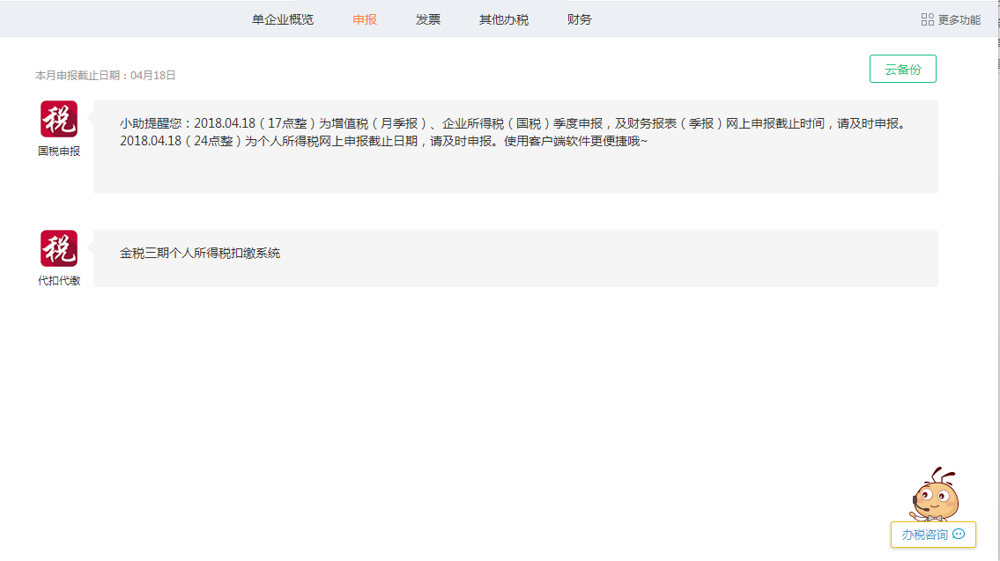 单企业概览 申报 发票 其他办税 财务 更多功能
本月申报截止日期：04月18日
云备份
税
国税申报
小助提醒您：2018.04.18（17点整）为增值税（月季报）、企业所得税（国税）季度申报，及财务报表（季报）网上申报截止时间，请及时申报。
2018.04.18（24点整）为个人所得税网上申报截止日期，请及时申报。使用客户端软件更便捷哦~
税
代扣代缴
金税三期个人所得税扣缴系统
办税咨询